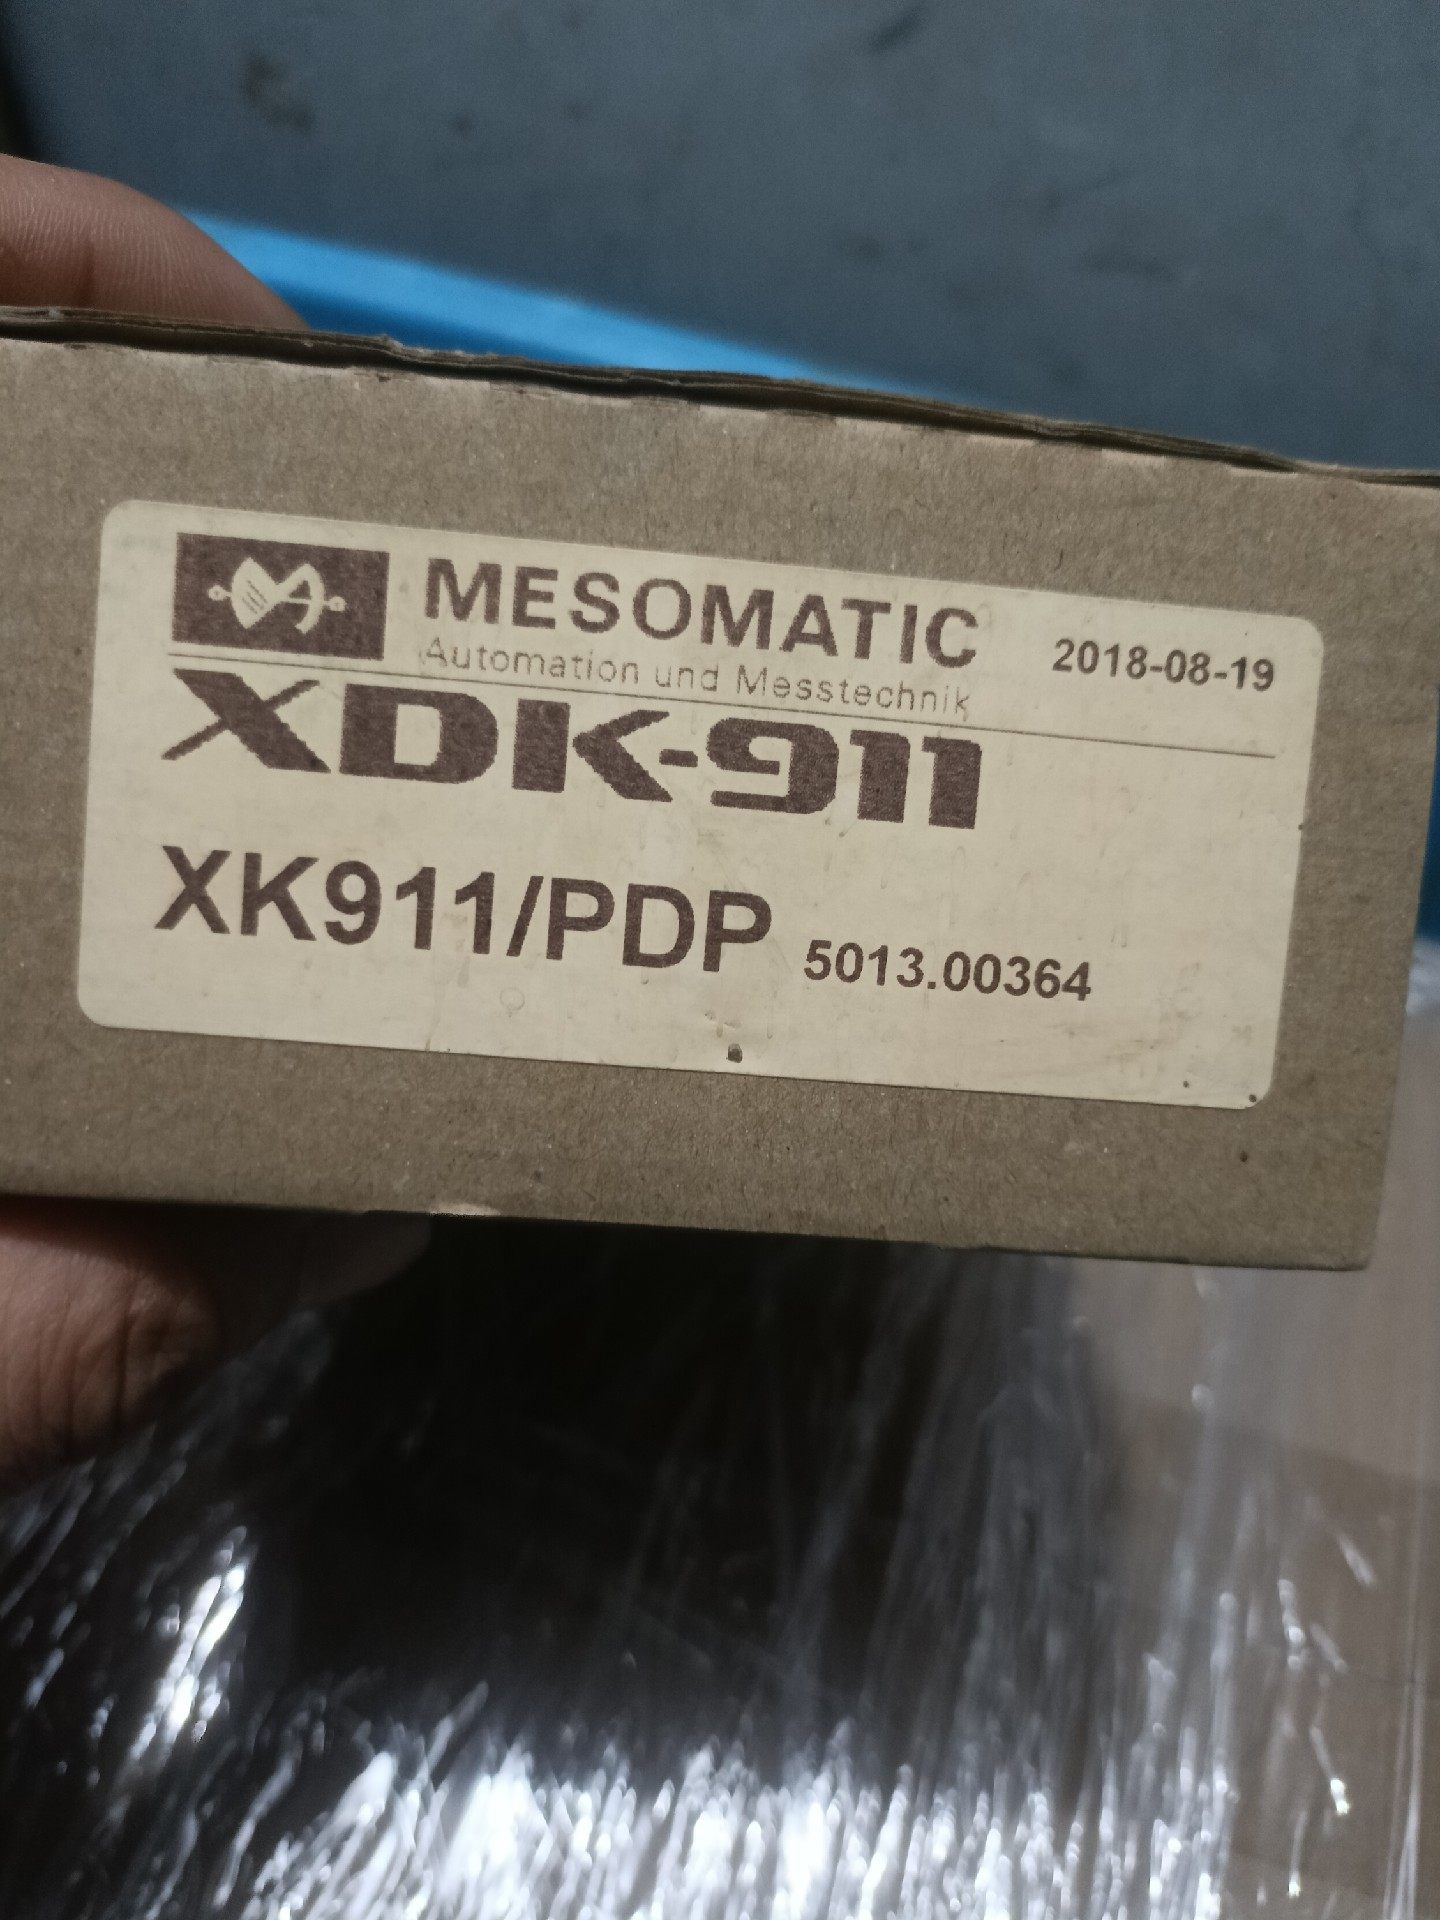 MESOMATIC
Automation und Messtechnik
2018-08-19
XDK-911
XK911/PDP 5013.00364